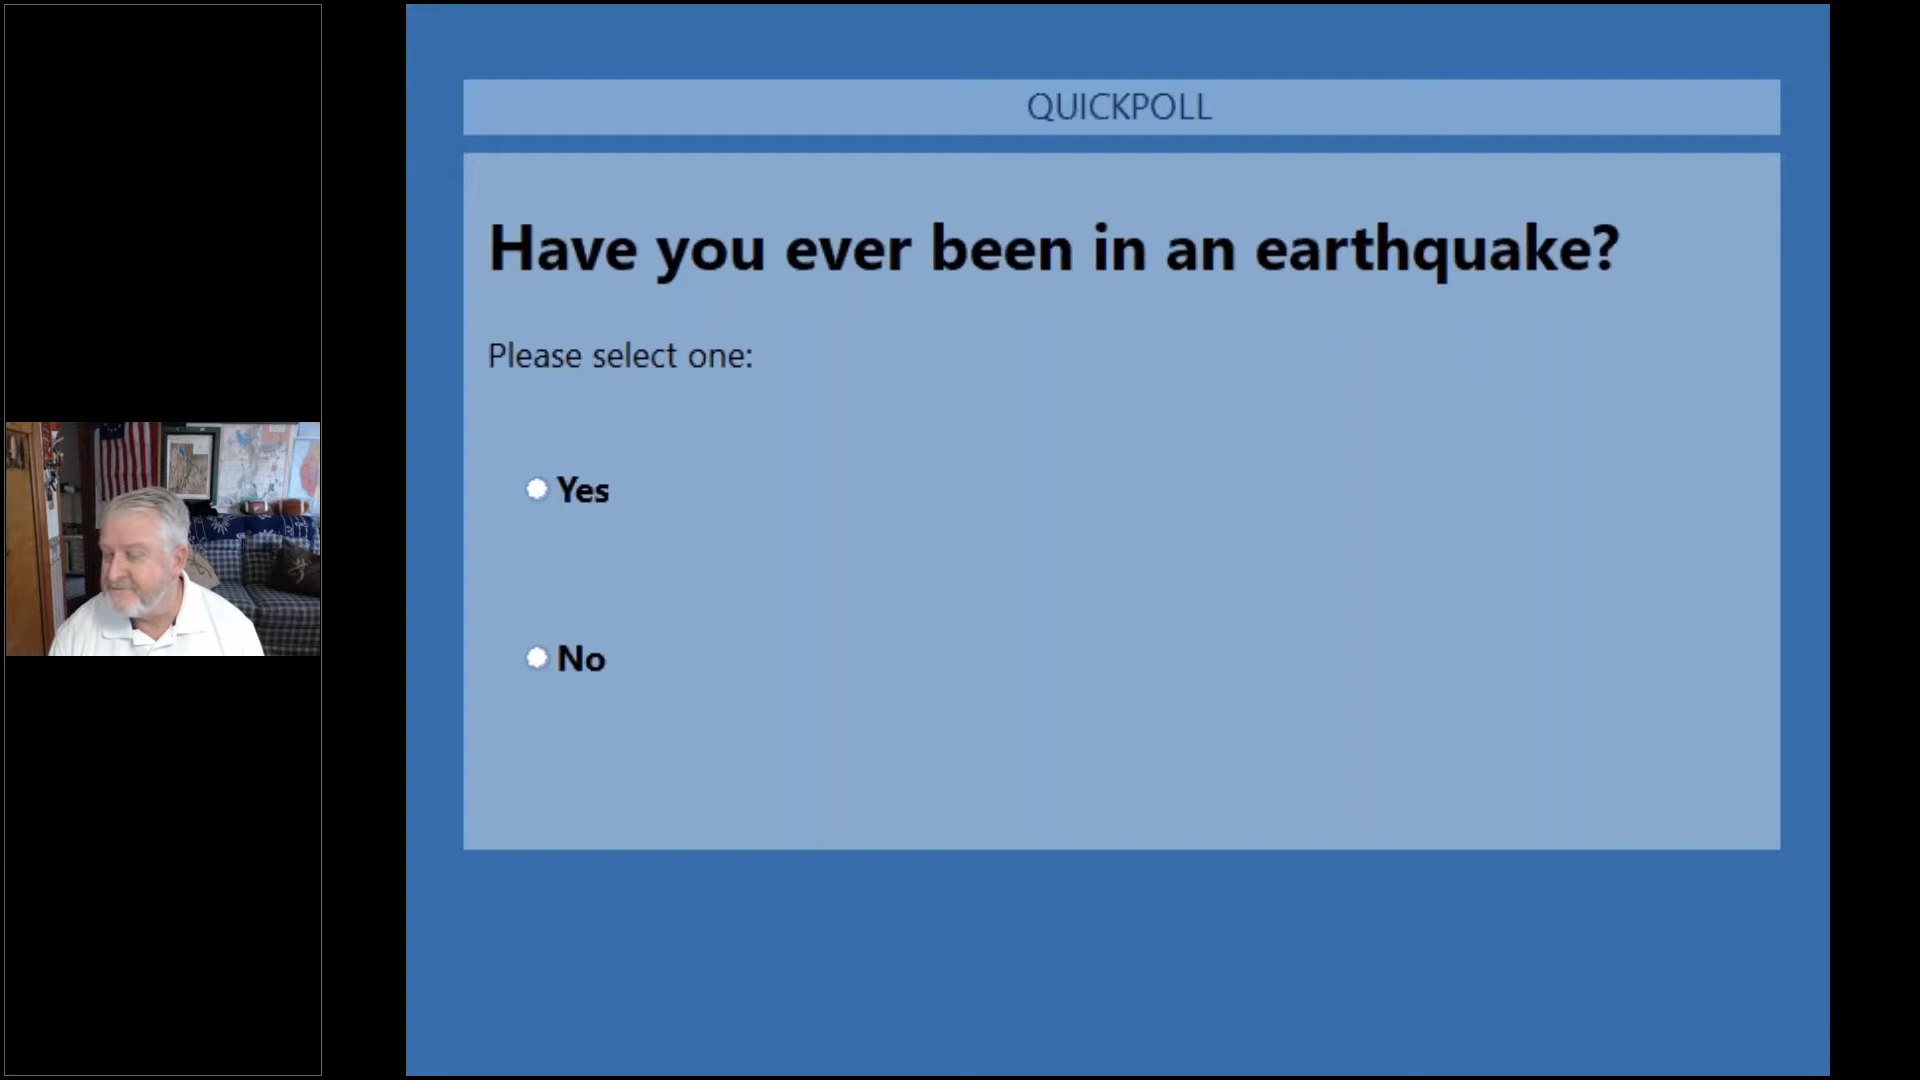 QUICKPOLL
Have you ever been in an earthquake?
Please select one:
Yes
No